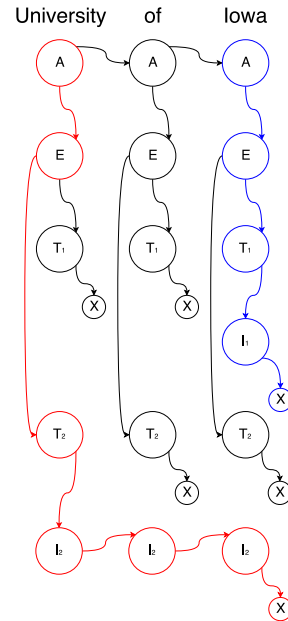 University of Iowa
A A A
E E E
T₁ T₁ T₁
X X
I₁
X
T₂ T₂ T₂
X X
I₂ I₂ I₂
X